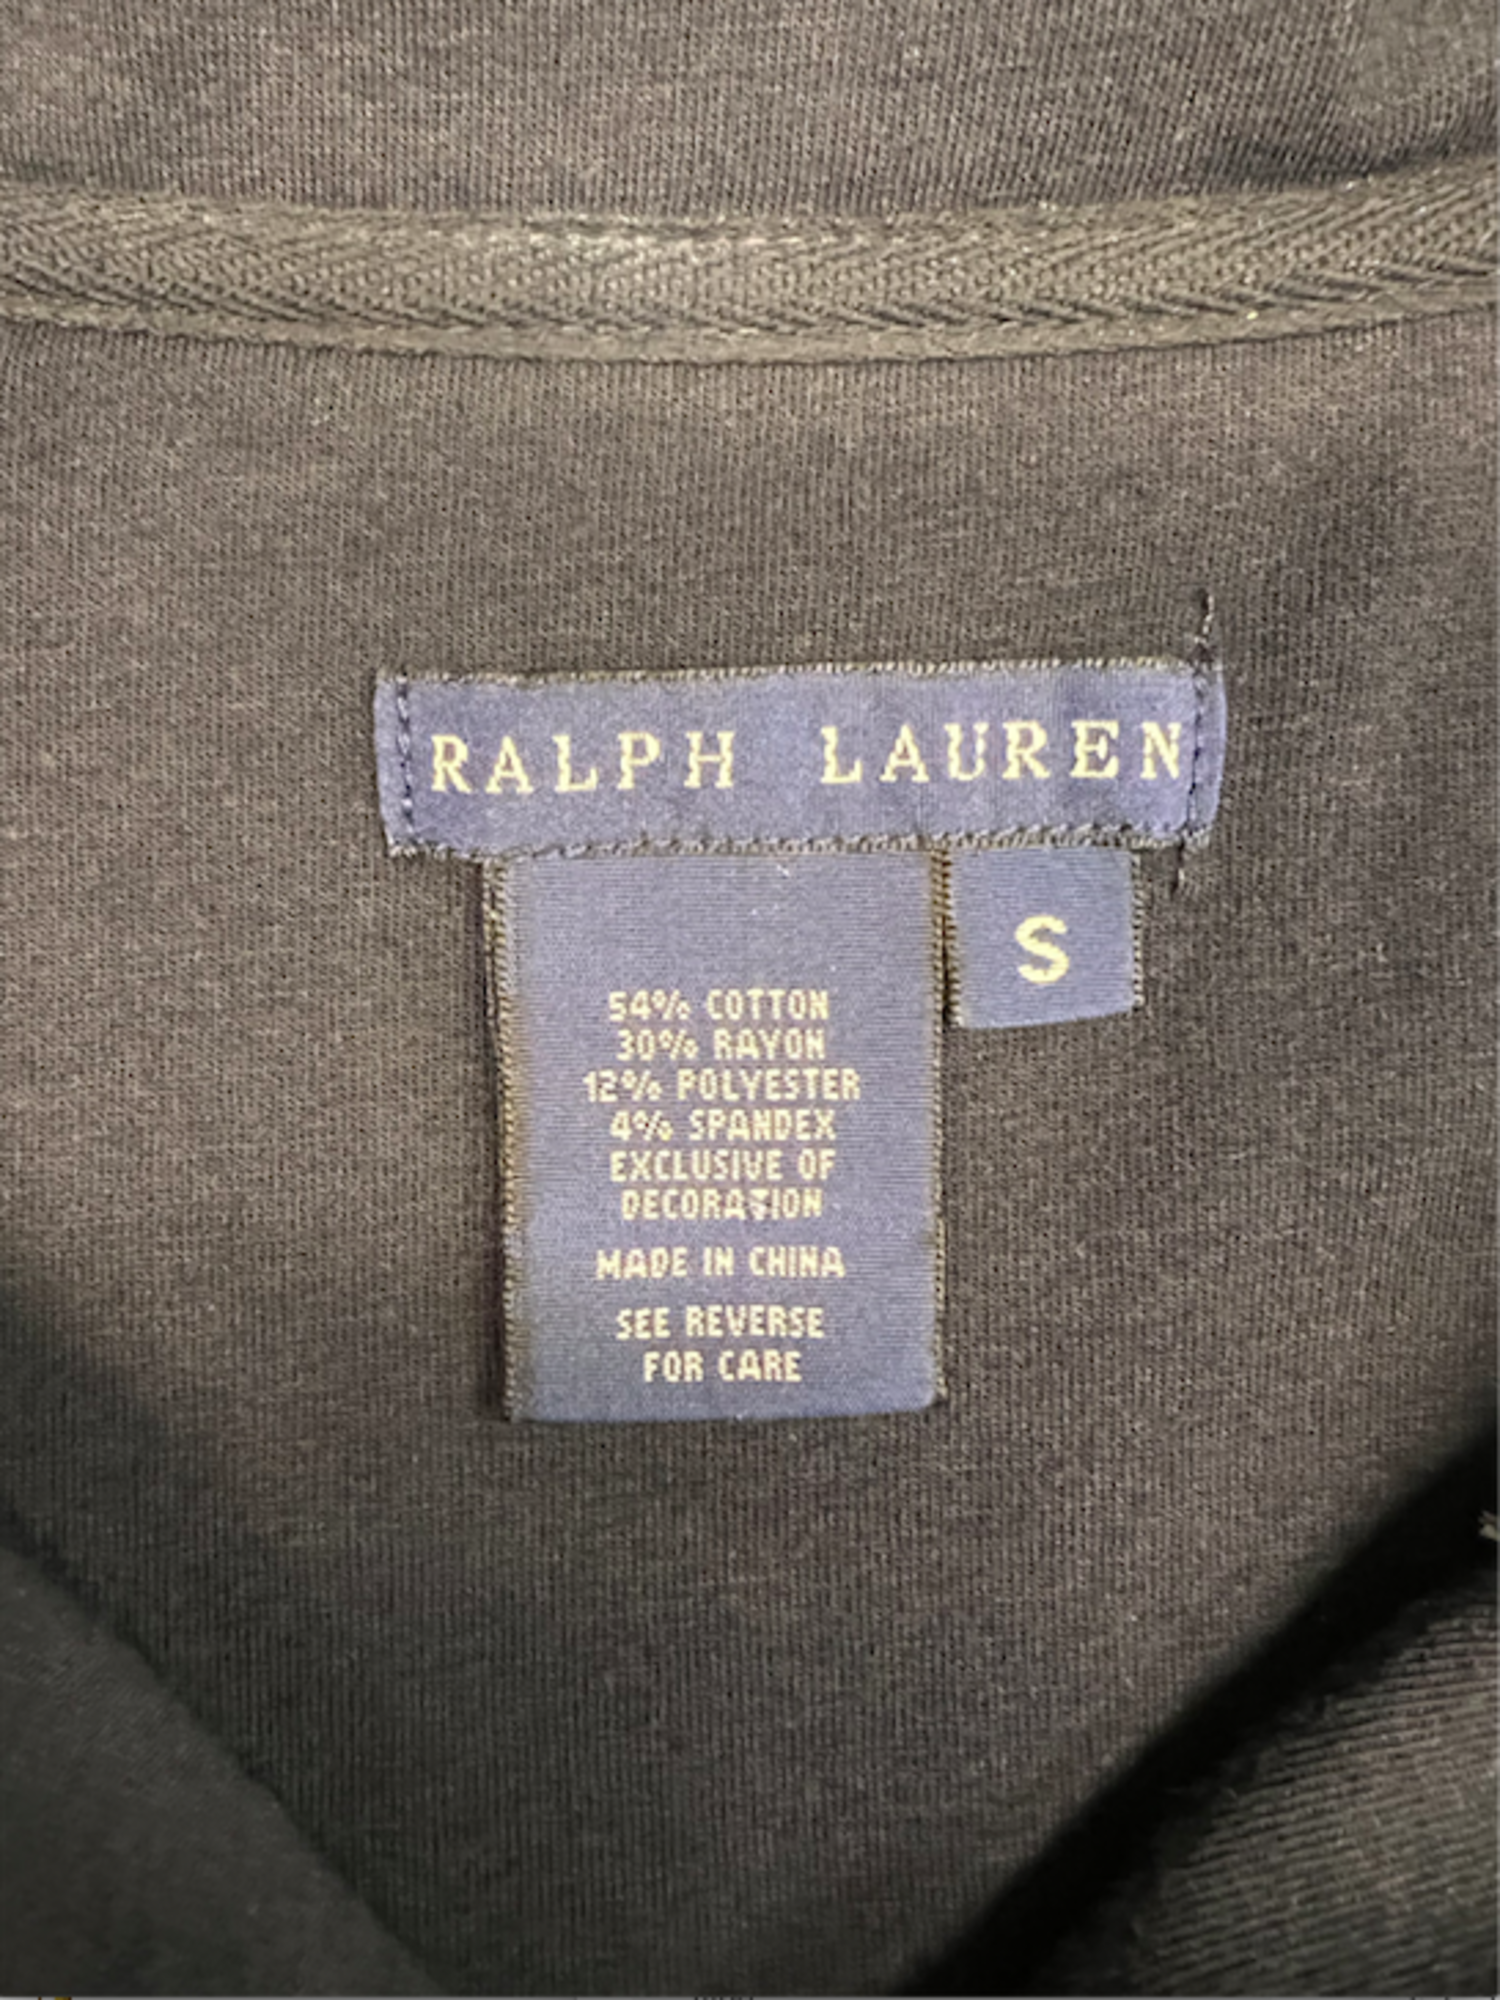 RALPH LAUREN
S
54% COTTON
30% RAYON
12% POLYESTER
4% SPANDEX
EXCLUSIVE OF
DECORATION
MADE IN CHINA
SEE REVERSE
FOR CARE